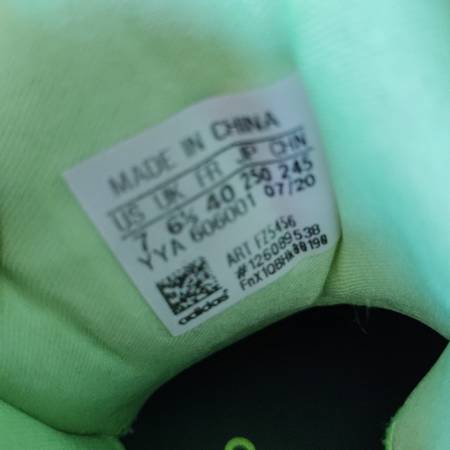 MADE IN CHINA
US UK FR JP CHN
7 6½ 40 250 245
YYA 606001 07/20
ART FZ5456
#126089538
adidas